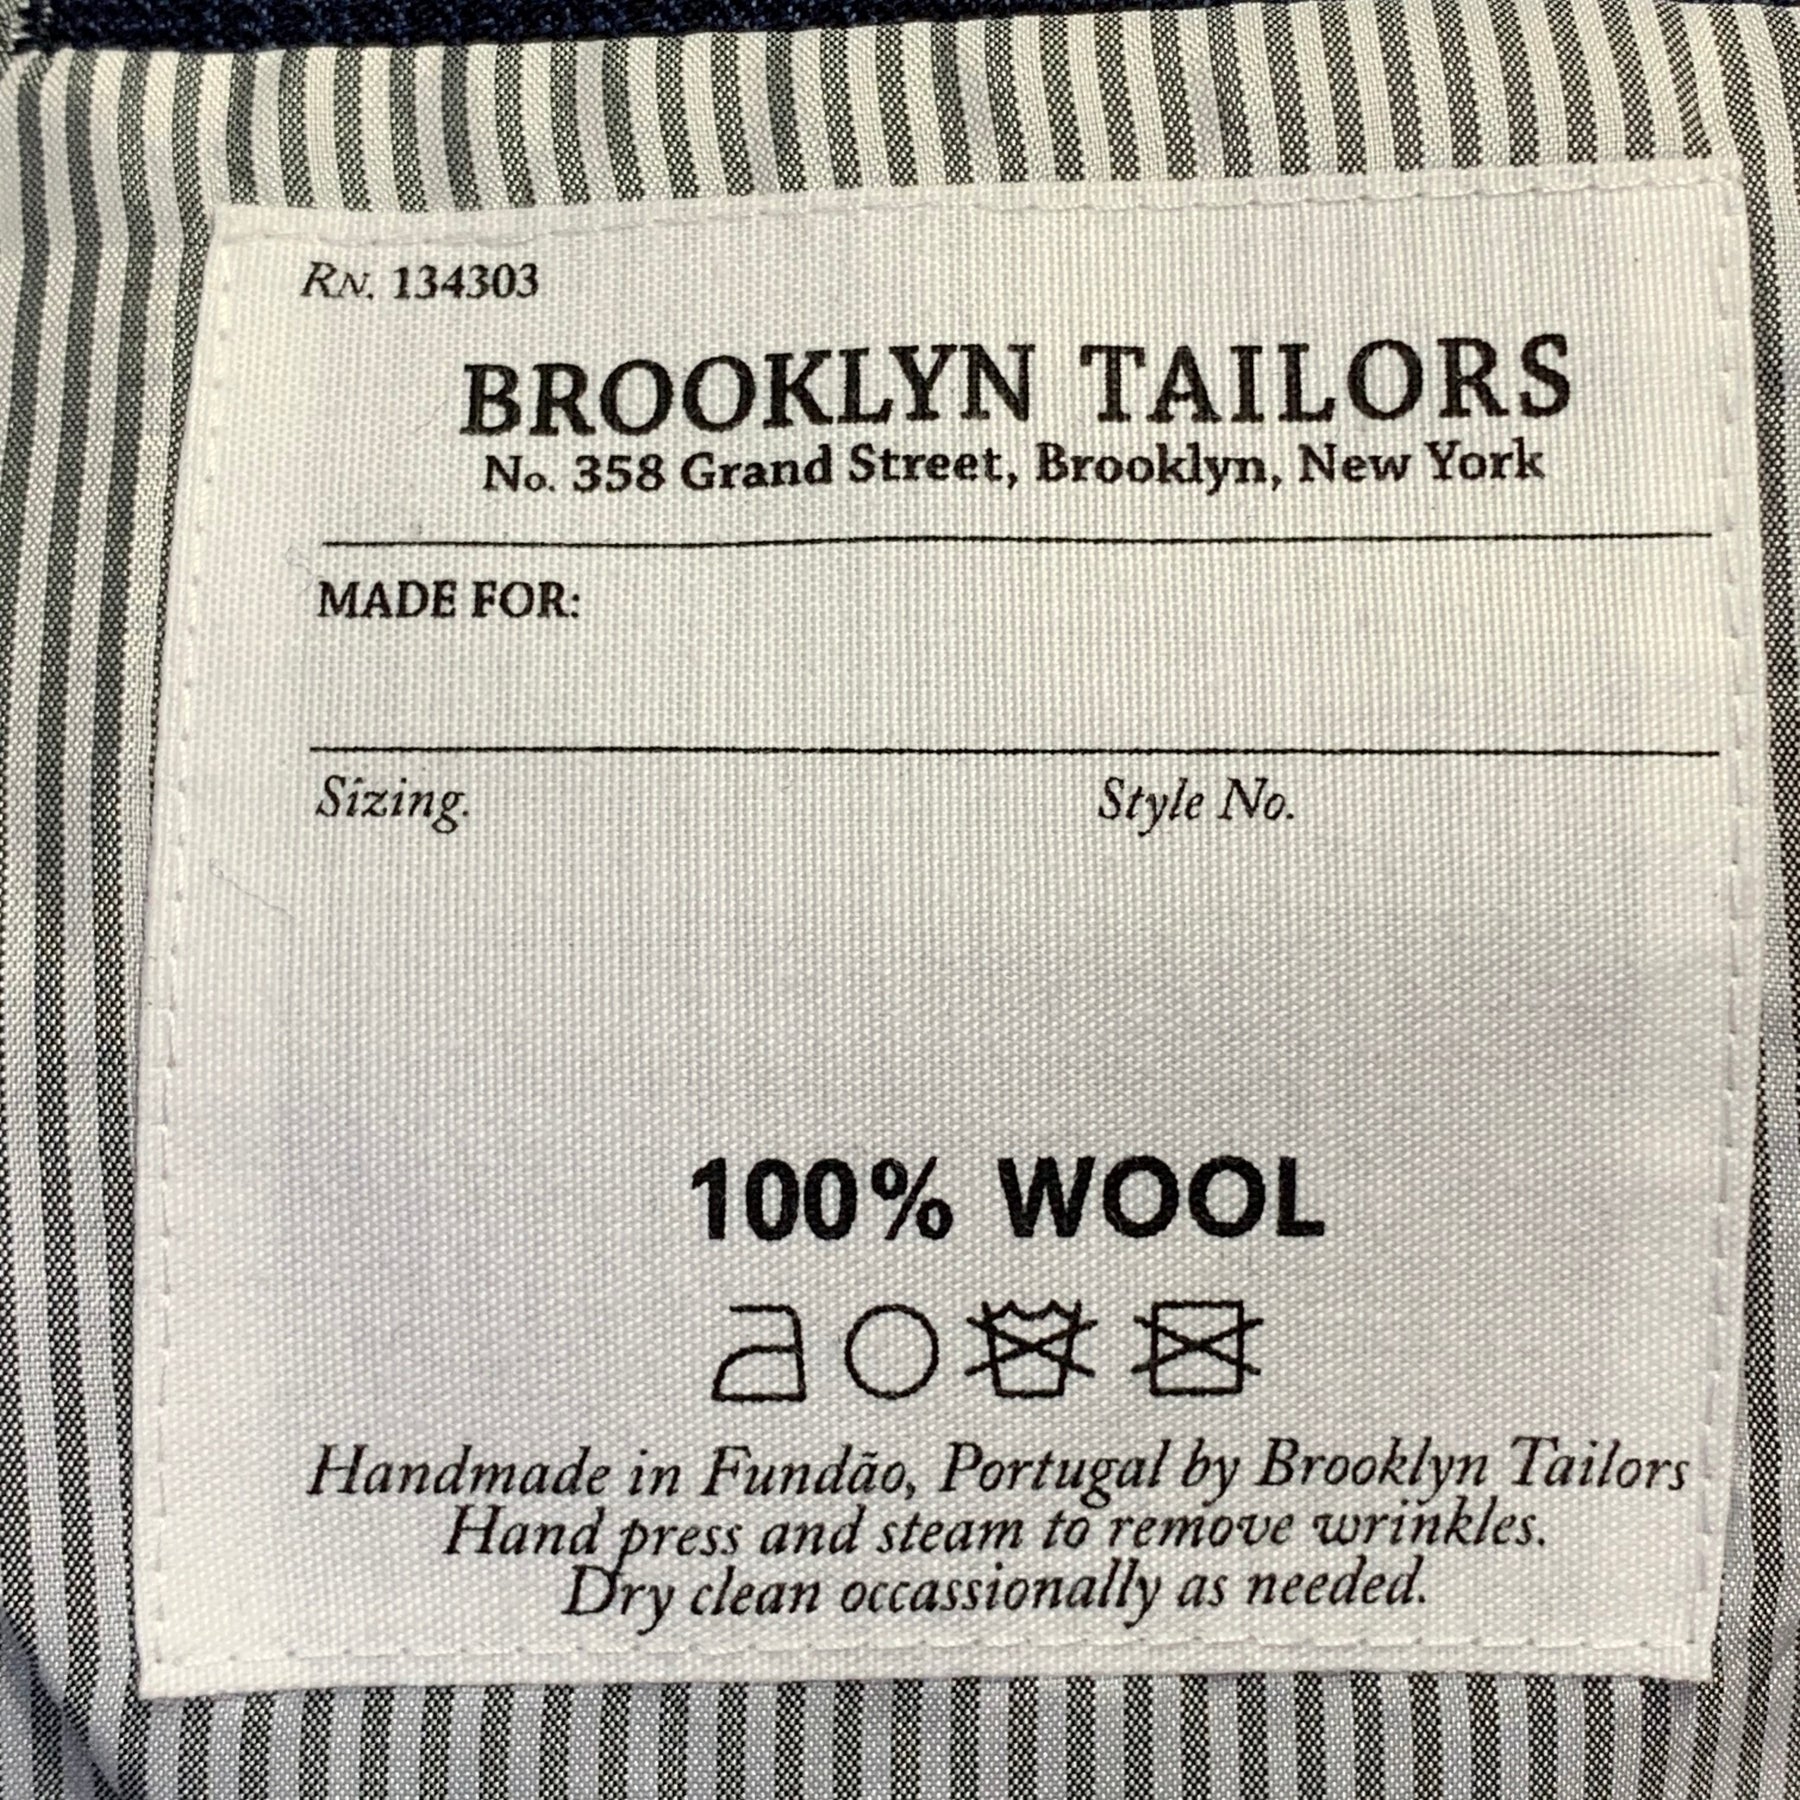 RN. 134303
BROOKLYN TAILORS
No. 358 Grand Street, Brooklyn, New York
MADE FOR:
Sizing. Style No.
100% WOOL
Handmade in Fundão, Portugal by Brooklyn Tailors
Hand press and steam to remove wrinkles.
Dry clean occassionally as needed.